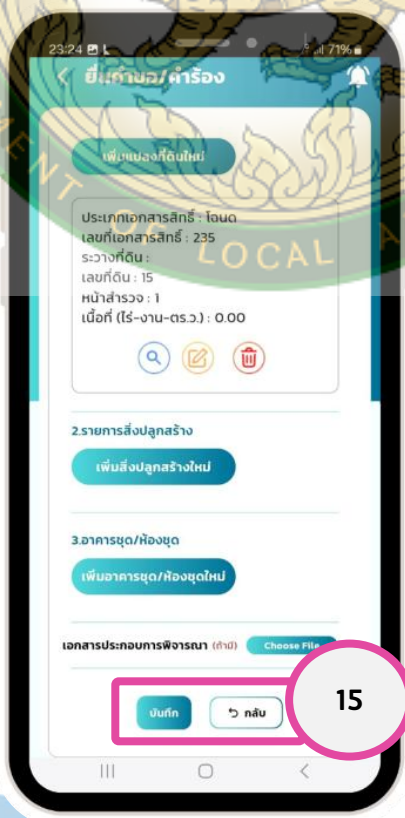 23:24
71%
ยื่นคำขอ/คำร้อง
เพิ่มแปลงที่ดินใหม่
ประเภทเอกสารสิทธิ์ : โฉนด
เลขที่เอกสารสิทธิ์ : 235
LOCAL
ระวางที่ดิน :
เลขที่ดิน : 15
หน้าสำรวจ : 1
เนื้อที่ (ไร่-งาน-ตร.ว.) : 0.00
2.รายการสิ่งปลูกสร้าง
เพิ่มสิ่งปลูกสร้างใหม่
3.อาคารชุด/ห้องชุด
เพิ่มอาคารชุด/ห้องชุดใหม่
เอกสารประกอบการพิจารณา (ถ้ามี) Choose File
บันทึก กลับ
15